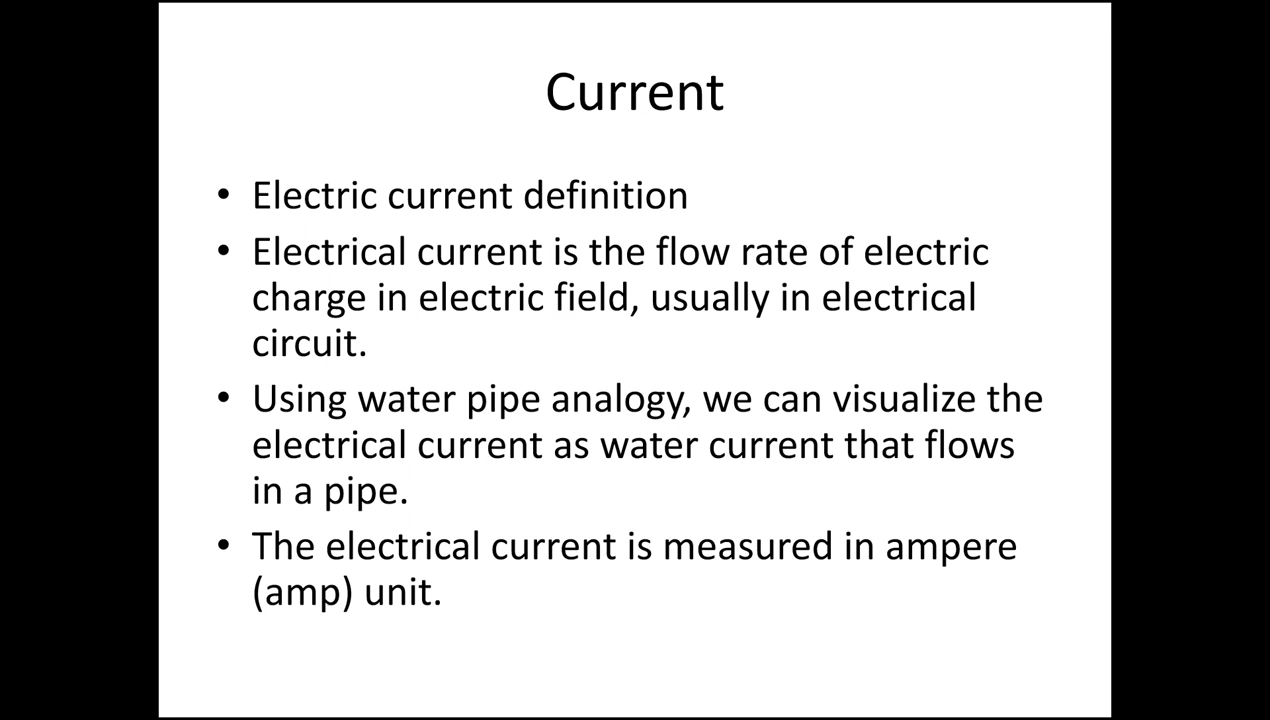 Current
• Electric current definition
• Electrical current is the flow rate of electric
charge in electric field, usually in electrical
circuit.
• Using water pipe analogy, we can visualize the
electrical current as water current that flows
in a pipe.
• The electrical current is measured in ampere
(amp) unit.